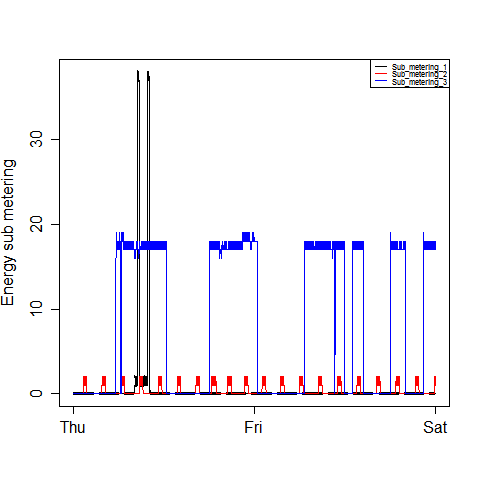 Sub_metering_1
Sub_metering_2
Sub_metering_3
Energy sub metering
30
20
10
0
Thu Fri Sat